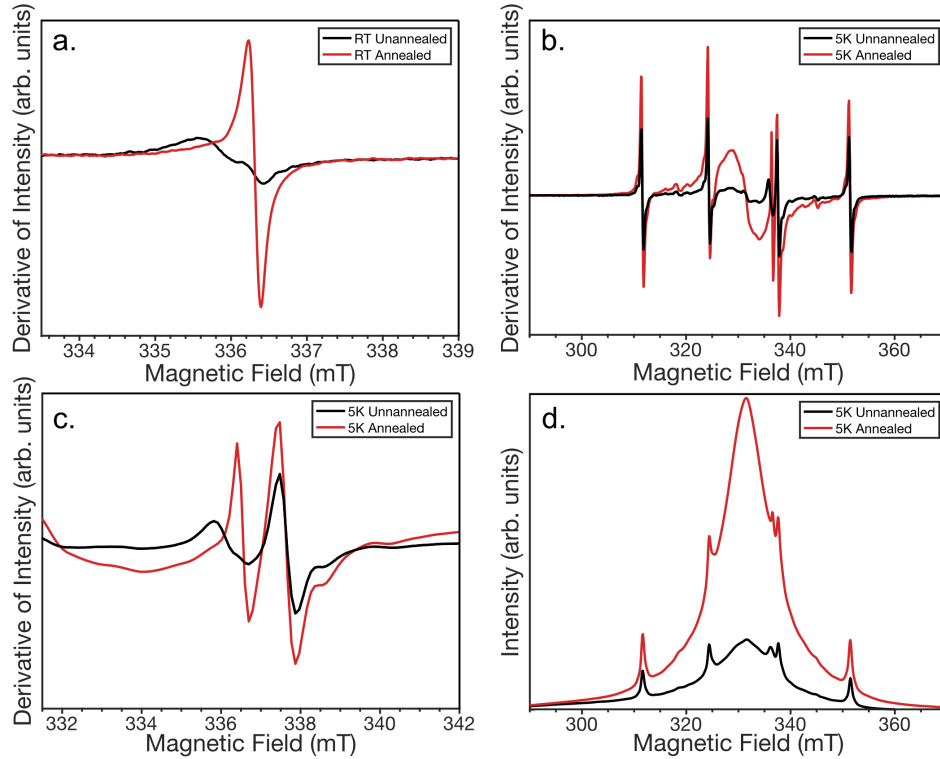 a.
RT Unannealed
RT Annealed
Derivative of Intensity (arb. units)
334 335 336 337 338 339
Magnetic Field (mT)
b.
5K Unannealed
5K Annealed
Derivative of Intensity (arb. units)
300 320 340 360
Magnetic Field (mT)
c.
5K Unnannealed
5K Annealed
Derivative of Intensity (arb. units)
332 334 336 338 340 342
Magnetic Field (mT)
d.
5K Unnannealed
5K Annealed
Intensity (arb. units)
300 320 340 360
Magnetic Field (mT)